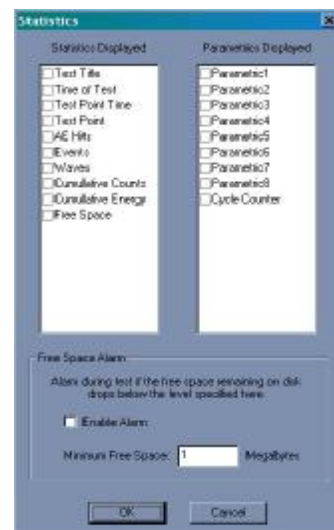 Statistics
Statistics Displayed
Test Title
Time of Test
Test Point Time
Test Point
AE Hits
Events
Waves
Cumulative Counts
Cumullative Energy
Free Space
Parametrics Displayed
Parametric1
Parametric2
Parametric3
Parametric4
Parametric5
Parametric6
Parametric7
Parametric8
Cycle Counter
Free Space Alarm
Alarm during test if the free space remaining on disk
drops below the level specified here.
Enable Alarm
Minimum Free Space: 1 Megabytes
OK Cancel